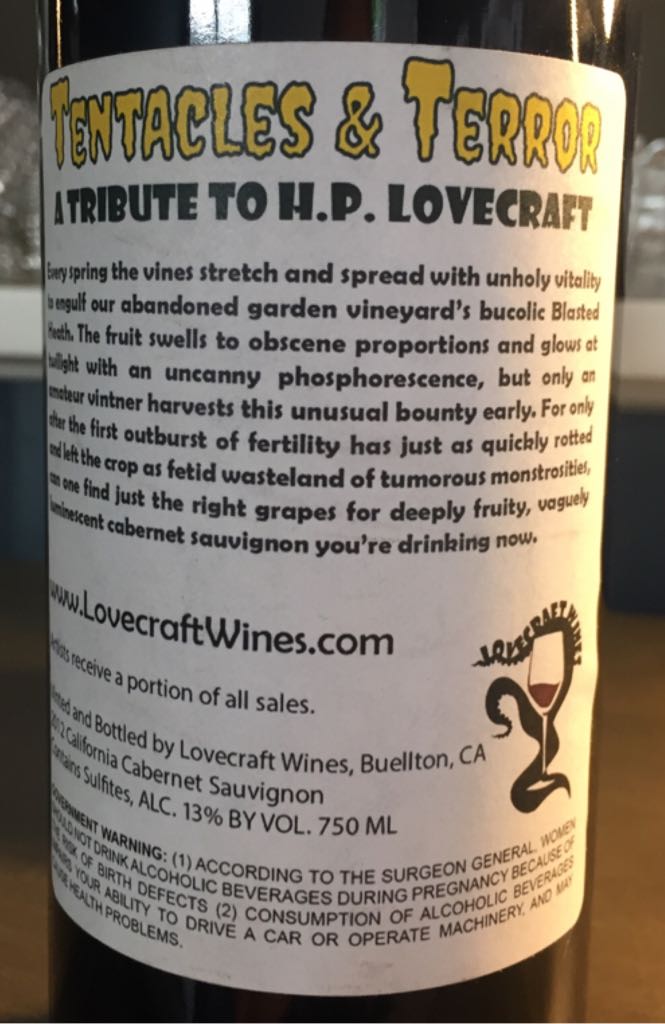 TENTACLES & TERROR
A TRIBUTE TO H.P. LOVECRAFT
Every spring the vines stretch and spread with unholy vitality
to engulf our abandoned garden vineyard's bucolic Blasted
Heath. The fruit swells to obscene proportions and glows at
twilight with an uncanny phosphorescence, but only an
amateur vintner harvests this unusual bounty early. For only
after the first outburst of fertility has just as quickly rotted
and left the crop as fetid wasteland of tumorous monstrosities,
can one find just the right grapes for deeply fruity, vaguely
luminescent cabernet sauvignon you're drinking now.
www.LovecraftWines.com
LOVECRAFT WINES
Artists receive a portion of all sales.
Vinted and Bottled by Lovecraft Wines, Buellton, CA
2012 California Cabernet Sauvignon
Contains Sulfites, ALC. 13% BY VOL. 750 ML
GOVERNMENT WARNING: (1) ACCORDING TO THE SURGEON GENERAL, WOMEN
SHOULD NOT DRINK ALCOHOLIC BEVERAGES DURING PREGNANCY BECAUSE OF
THE RISK OF BIRTH DEFECTS (2) CONSUMPTION OF ALCOHOLIC BEVERAGES
IMPAIRS YOUR ABILITY TO DRIVE A CAR OR OPERATE MACHINERY, AND MAY
CAUSE HEALTH PROBLEMS.